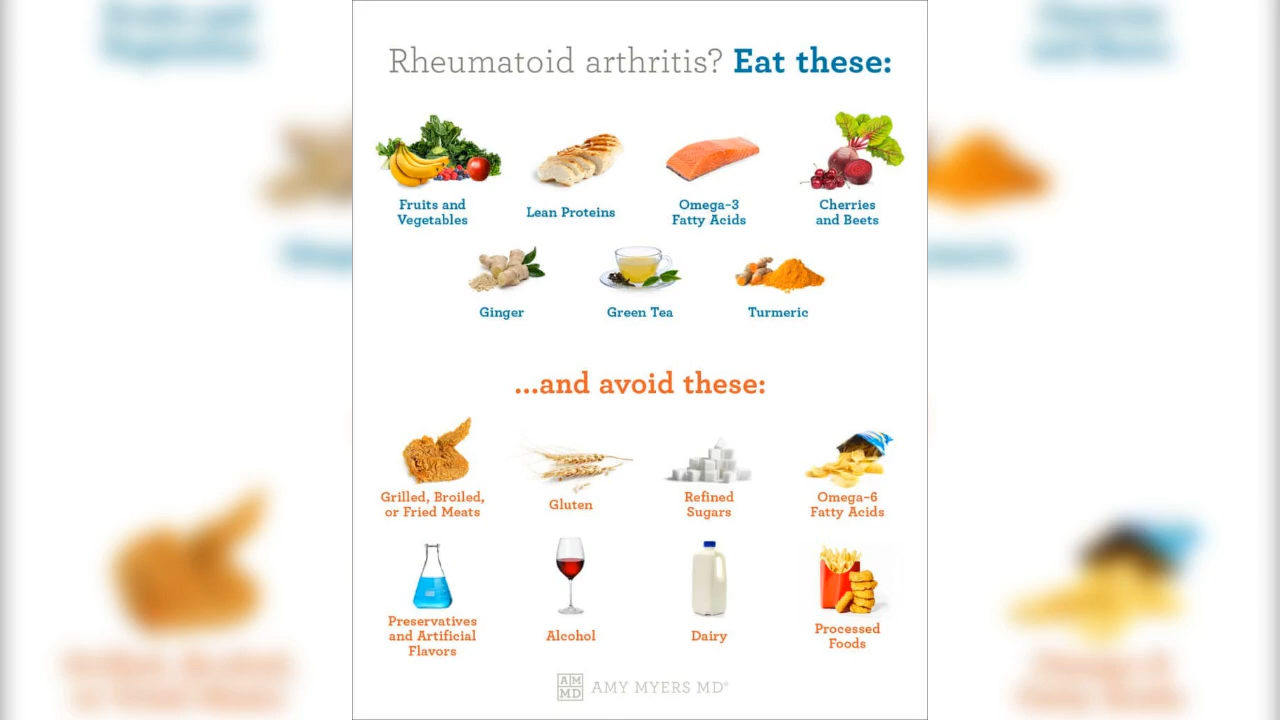 Rheumatoid arthritis? Eat these:
Fruits and
Vegetables
Lean Proteins
Omega-3
Fatty Acids
Cherries
and Beets
Ginger
Green Tea
Turmeric
...and avoid these:
Grilled, Broiled,
or Fried Meats
Gluten
Refined
Sugars
Omega-6
Fatty Acids
Preservatives
and Artificial
Flavors
Alcohol
Dairy
Processed
Foods
AM
MD
AMY MYERS MD®